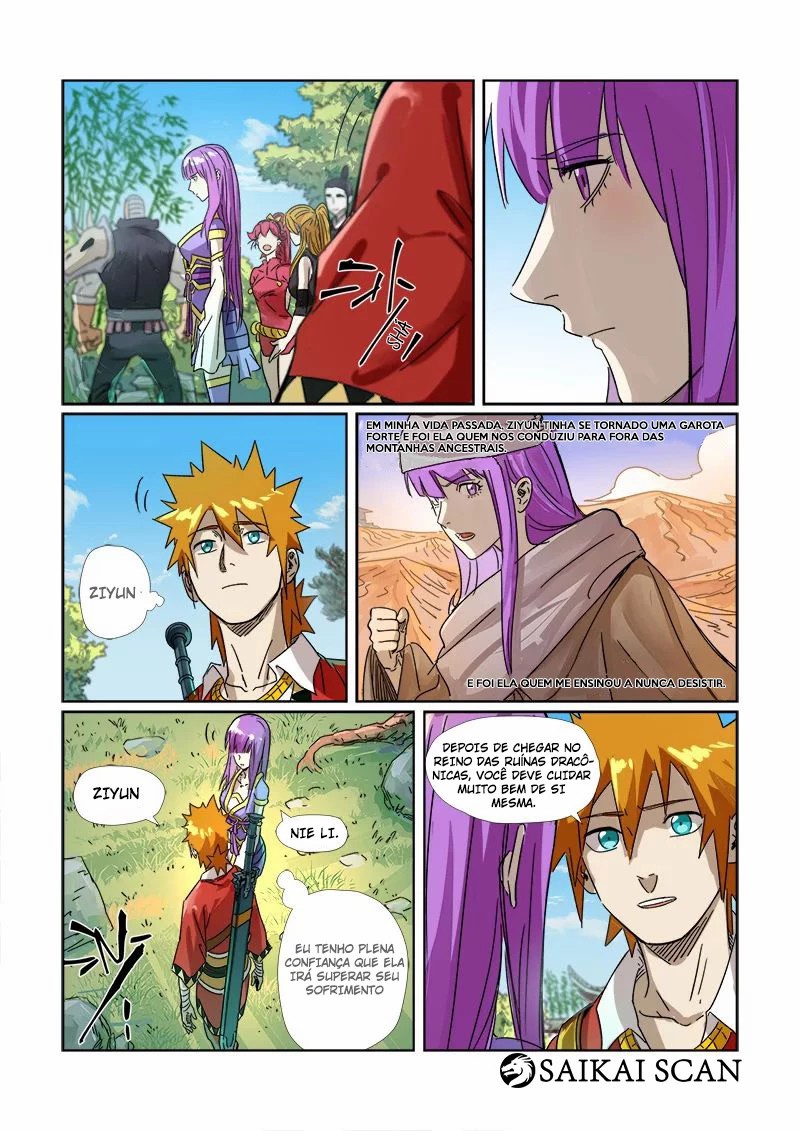 SHÁ
EM MINHA VIDA PASSADA, ZIYUN TINHA SE TORNADO UMA GAROTA
FORTE E FOI ELA QUEM NOS CONDUZIU PARA FORA DAS
MONTANHAS ANCESTRAIS.
ZIYUN
E FOI ELA QUEM ME ENSINOU A NUNCA DESISTIR.
ZIYUN
NIE LI.
EU TENHO PLENA
CONFIANÇA QUE ELA
IRÁ SUPERAR SEU
SOFRIMENTO
DEPOIS DE CHEGAR NO
REINO DAS RUÍNAS DRACÔ-
NICAS, VOCÊ DEVE CUIDAR
MUITO BEM DE SI
MESMA.
SAIKAI SCAN